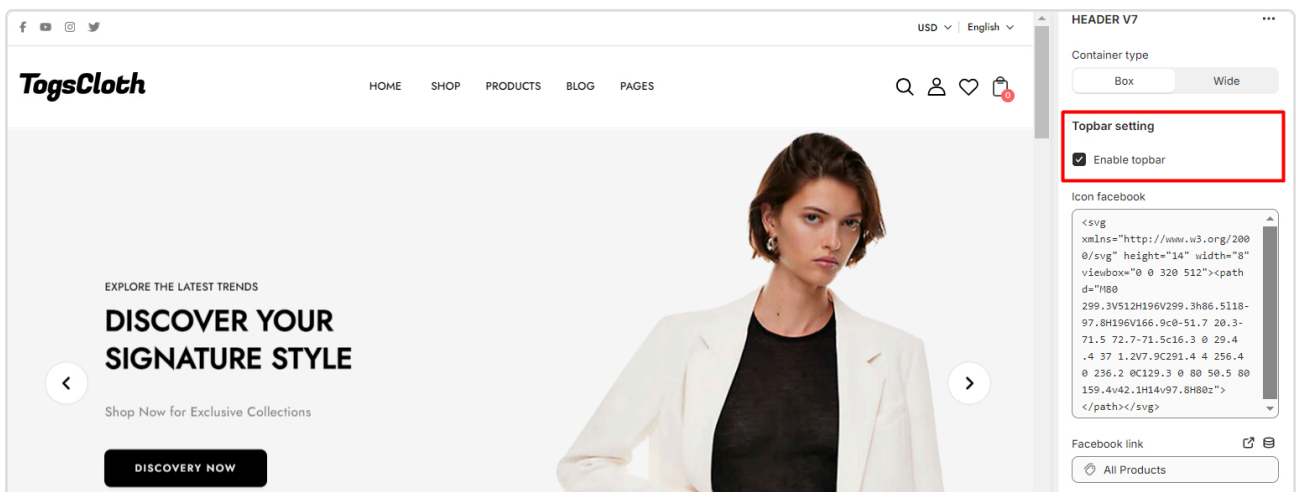 USD English
TogsCloth
HOME SHOP PRODUCTS BLOG PAGES
0
EXPLORE THE LATEST TRENDS
DISCOVER YOUR
SIGNATURE STYLE
Shop Now for Exclusive Collections
DISCOVERY NOW
HEADER V7
Container type
Box Wide
Topbar setting
Enable topbar
Icon facebook
<svg
xmlns="http://www.w3.org/200
0/svg" height="14" width="8"
viewbox="0 0 320 512"><path
d="M80
299.3V512H196V299.3h86.5l18-
97.8H196V166.9c0-51.7 20.3-
71.5 72.7-71.5c16.3 0 29.4
.4 37 1.2V7.9C291.4 4 256.4
0 236.2 0C129.3 0 80 50.5 80
159.4v42.1H14v97.8H80z">
</path></svg>
Facebook link
All Products